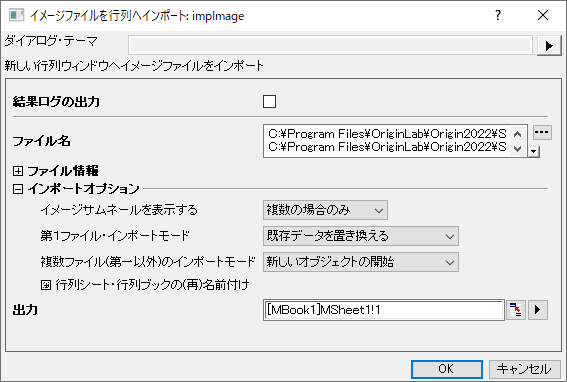 イメージファイルを行列へインポート: impImage
ダイアログ・テーマ
新しい行列ウィンドウへイメージファイルをインポート
結果ログの出力
ファイル名
C:¥Program Files¥OriginLab¥Origin2022¥S
C:¥Program Files¥OriginLab¥Origin2022¥S
ファイル情報
インポートオプション
イメージサムネールを表示する 複数の場合のみ
第1ファイル・インポートモード 既存データを置き換える
複数ファイル(第一以外)のインポートモード 新しいオブジェクトの開始
行列シート・行列ブックの(再)名前付け
出力 [MBook1]MSheet1!1
OK キャンセル